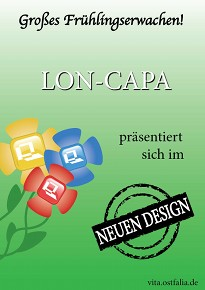 Großes Frühlingserwachen!
LON-CAPA
präsentiert
sich im
NEUEN DESIGN
vita.ostfalia.de